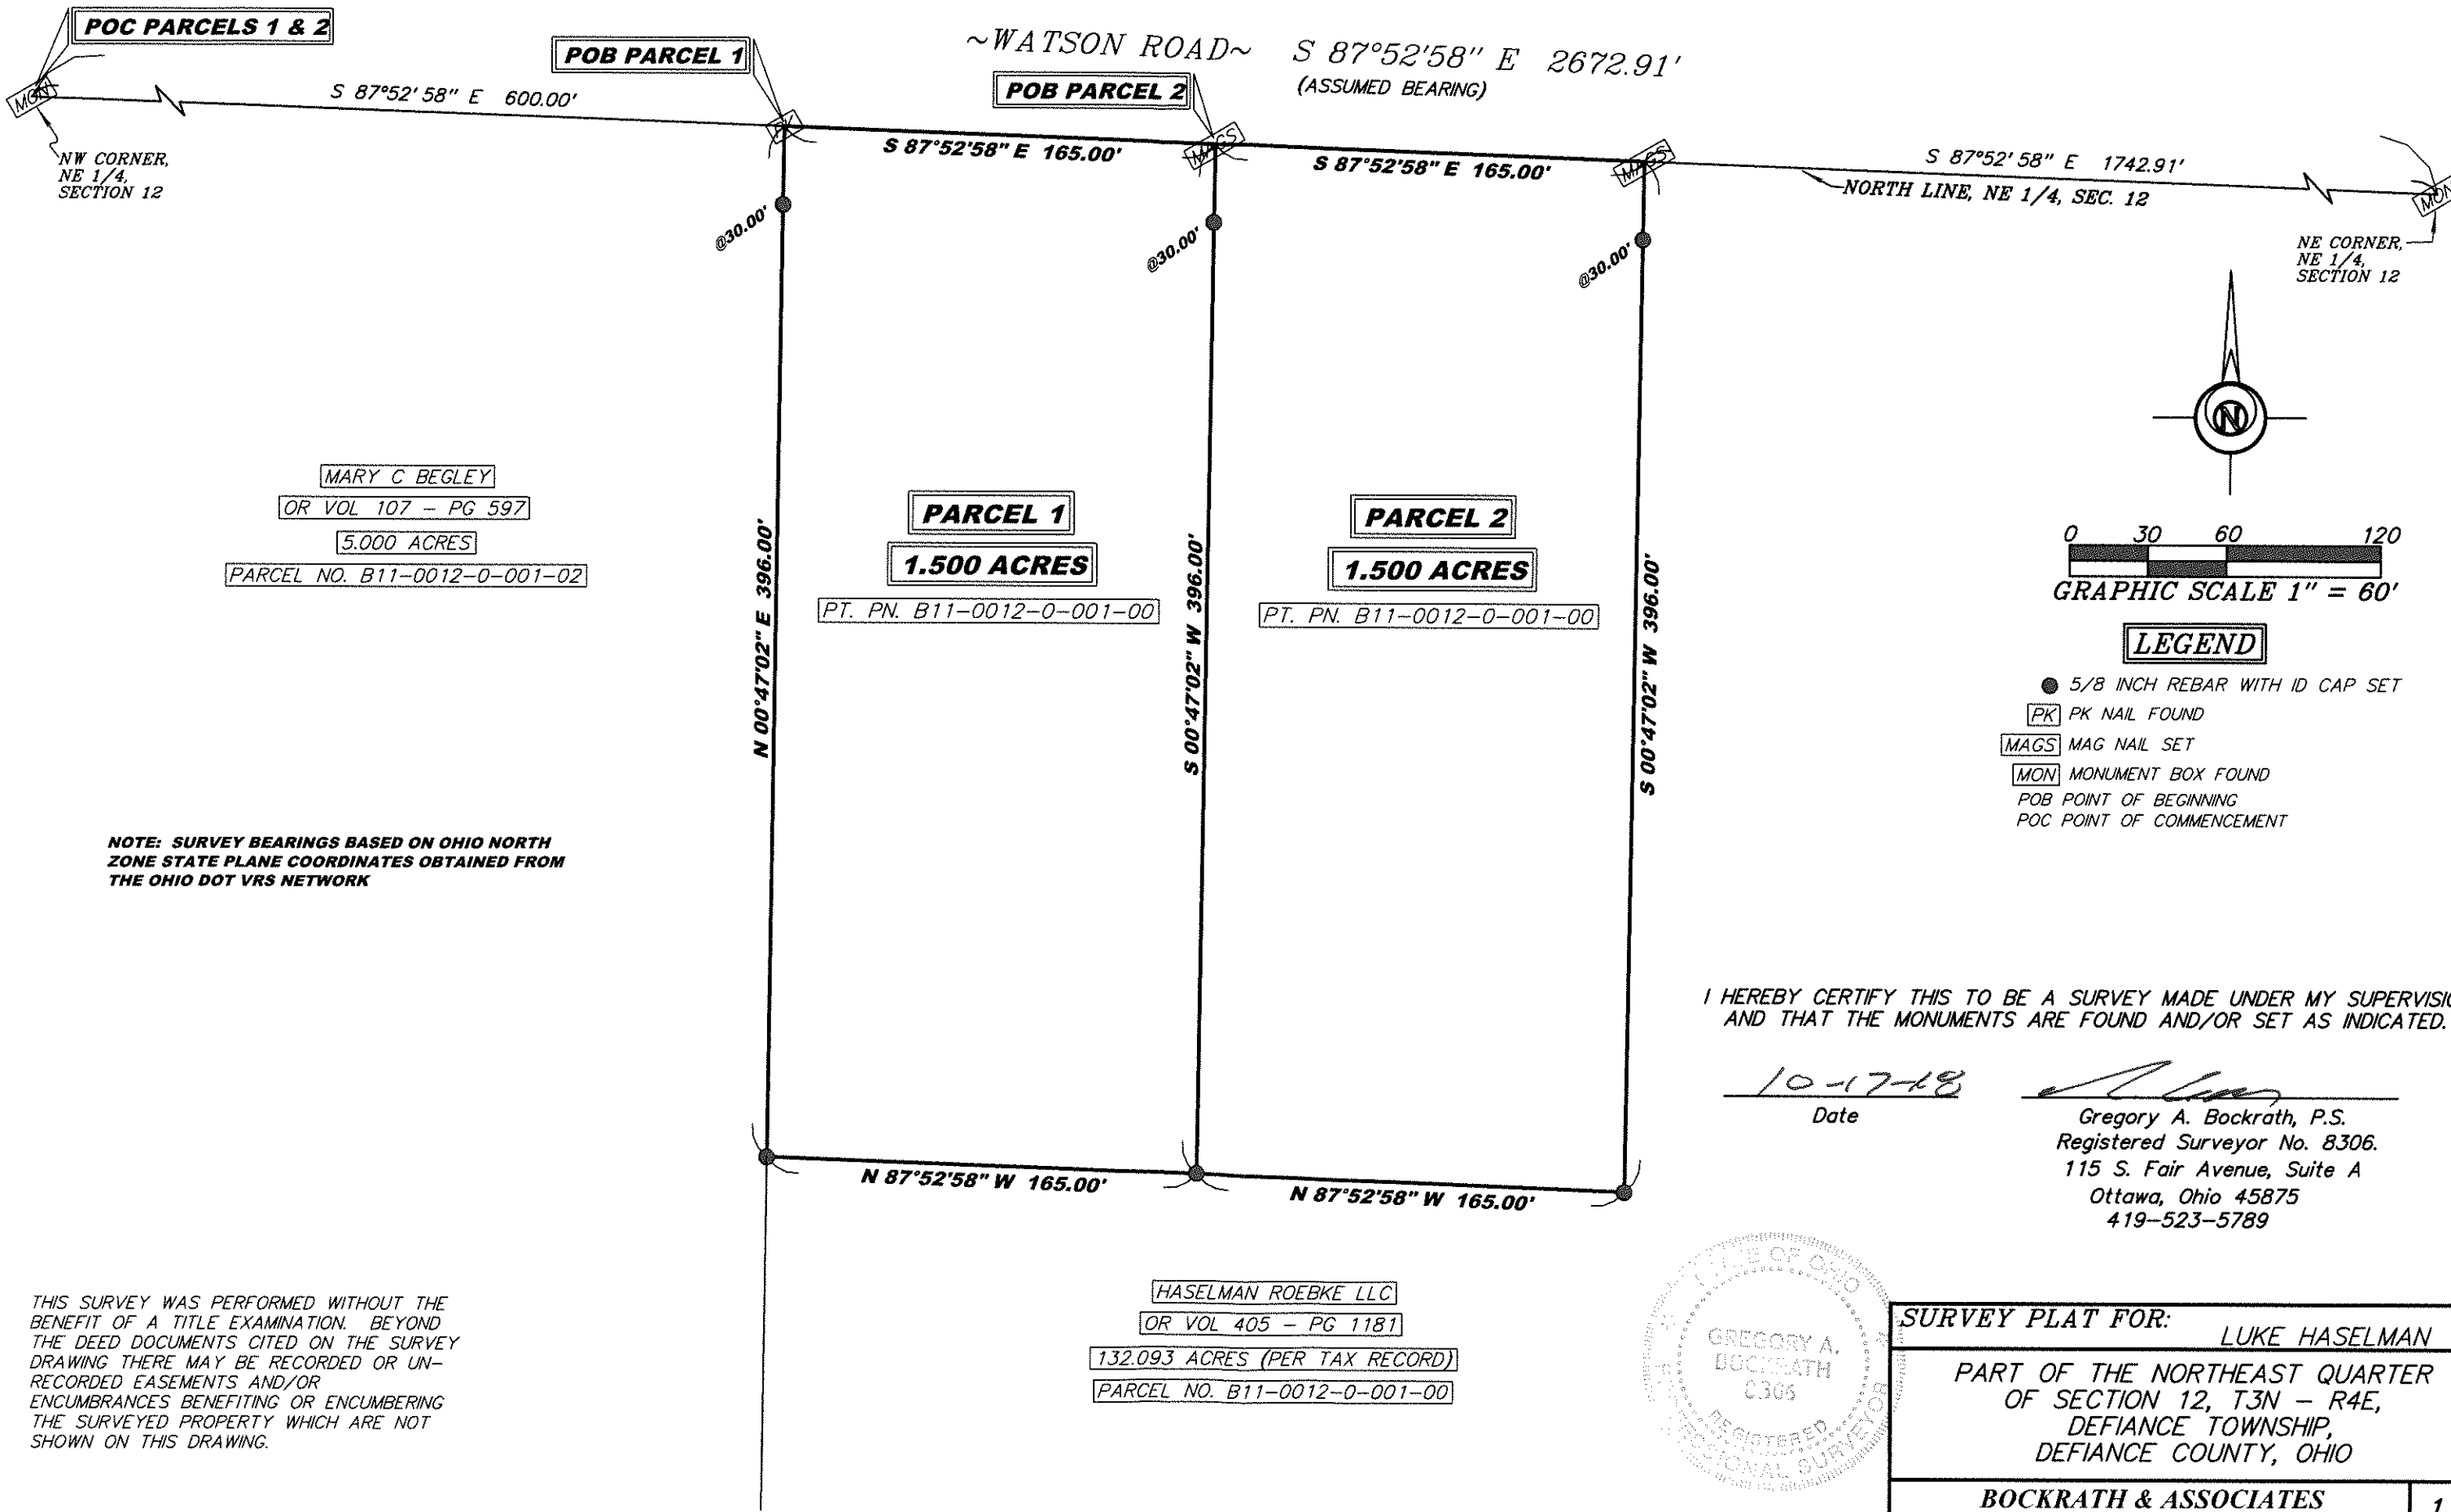 POC PARCELS 1 & 2
POB PARCEL 1
~WATSON ROAD~ S 87°52'58" E 2672.91'
(ASSUMED BEARING)
POB PARCEL 2
MON
S 87°52'58" E 600.00'
NW CORNER,
NE 1/4,
SECTION 12
PK
S 87°52'58" E 165.00'
MAGS
S 87°52'58" E 165.00'
MAGS
S 87°52'58" E 1742.91'
NORTH LINE, NE 1/4, SEC. 12
MON
NE CORNER,
NE 1/4,
SECTION 12
@30.00'
@30.00'
@30.00'
N
MARY C BEGLEY
OR VOL 107 - PG 597
5.000 ACRES
PARCEL NO. B11-0012-0-001-02
N 00°47'02" E 396.00'
PARCEL 1
1.500 ACRES
PT. PN. B11-0012-0-001-00
S 00°47'02" W 396.00'
PARCEL 2
1.500 ACRES
PT. PN. B11-0012-0-001-00
S 00°47'02" W 396.00'
0 30 60 120
GRAPHIC SCALE 1" = 60'
LEGEND
5/8 INCH REBAR WITH ID CAP SET
PK PK NAIL FOUND
MAGS MAG NAIL SET
MON MONUMENT BOX FOUND
POB POINT OF BEGINNING
POC POINT OF COMMENCEMENT
NOTE: SURVEY BEARINGS BASED ON OHIO NORTH
ZONE STATE PLANE COORDINATES OBTAINED FROM
THE OHIO DOT VRS NETWORK
I HEREBY CERTIFY THIS TO BE A SURVEY MADE UNDER MY SUPERVISIO
AND THAT THE MONUMENTS ARE FOUND AND/OR SET AS INDICATED.
10-17-18
Date
Gregory A. Bockrath, P.S.
Registered Surveyor No. 8306.
115 S. Fair Avenue, Suite A
Ottawa, Ohio 45875
419-523-5789
N 87°52'58" W 165.00'
N 87°52'58" W 165.00'
HASELMAN ROEBKE LLC
OR VOL 405 - PG 1181
132.093 ACRES (PER TAX RECORD)
PARCEL NO. B11-0012-0-001-00
THIS SURVEY WAS PERFORMED WITHOUT THE
BENEFIT OF A TITLE EXAMINATION. BEYOND
THE DEED DOCUMENTS CITED ON THE SURVEY
DRAWING THERE MAY BE RECORDED OR UN-
RECORDED EASEMENTS AND/OR
ENCUMBRANCES BENEFITING OR ENCUMBERING
THE SURVEYED PROPERTY WHICH ARE NOT
SHOWN ON THIS DRAWING.
OF OHIO
GREGORY A.
BOCKRATH
8306
REGISTERED
SURVEYOR
SURVEY PLAT FOR:
LUKE HASELMAN
PART OF THE NORTHEAST QUARTER
OF SECTION 12, T3N - R4E,
DEFIANCE TOWNSHIP,
DEFIANCE COUNTY, OHIO
BOCKRATH & ASSOCIATES
1